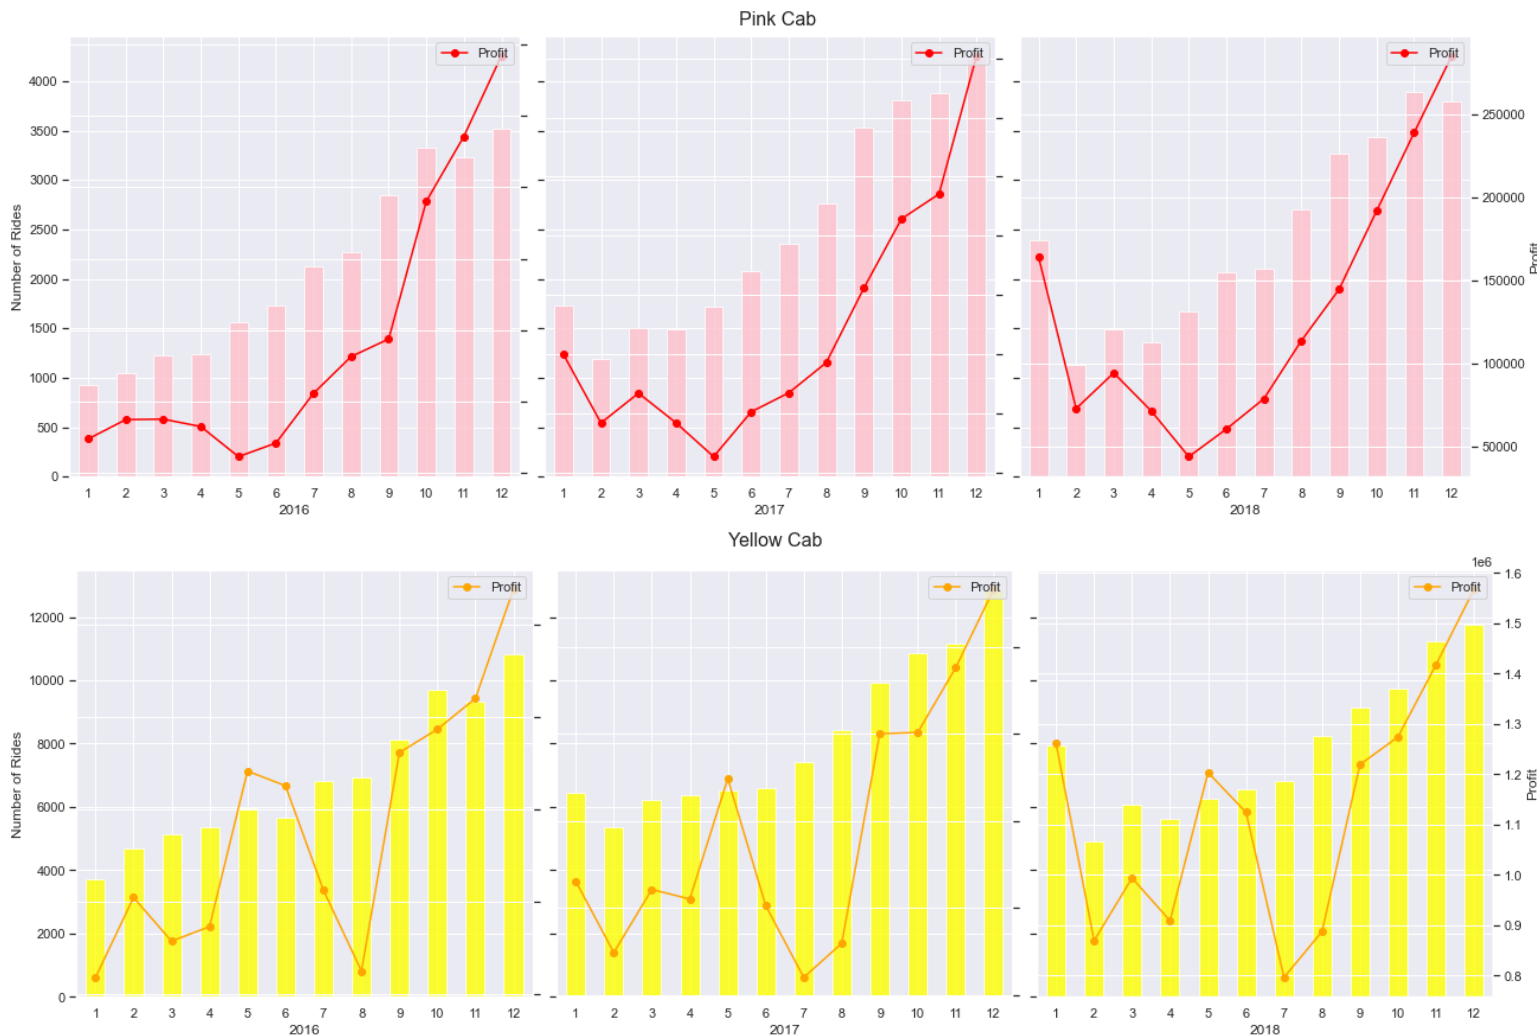 Pink Cab
Profit
Profit
Profit
4000
3500
3000
2500
2000
1500
1000
500
0
Number of Rides
250000
200000
150000
100000
50000
Profit
1 2 3 4 5 6 7 8 9 10 11 12
2016
1 2 3 4 5 6 7 8 9 10 11 12
2017
1 2 3 4 5 6 7 8 9 10 11 12
2018
Yellow Cab
1e6
Profit
Profit
Profit
12000
10000
8000
6000
4000
2000
0
Number of Rides
1.6
1.5
1.4
1.3
1.2
1.1
1.0
0.9
0.8
Profit
1 2 3 4 5 6 7 8 9 10 11 12
2016
1 2 3 4 5 6 7 8 9 10 11 12
2017
1 2 3 4 5 6 7 8 9 10 11 12
2018